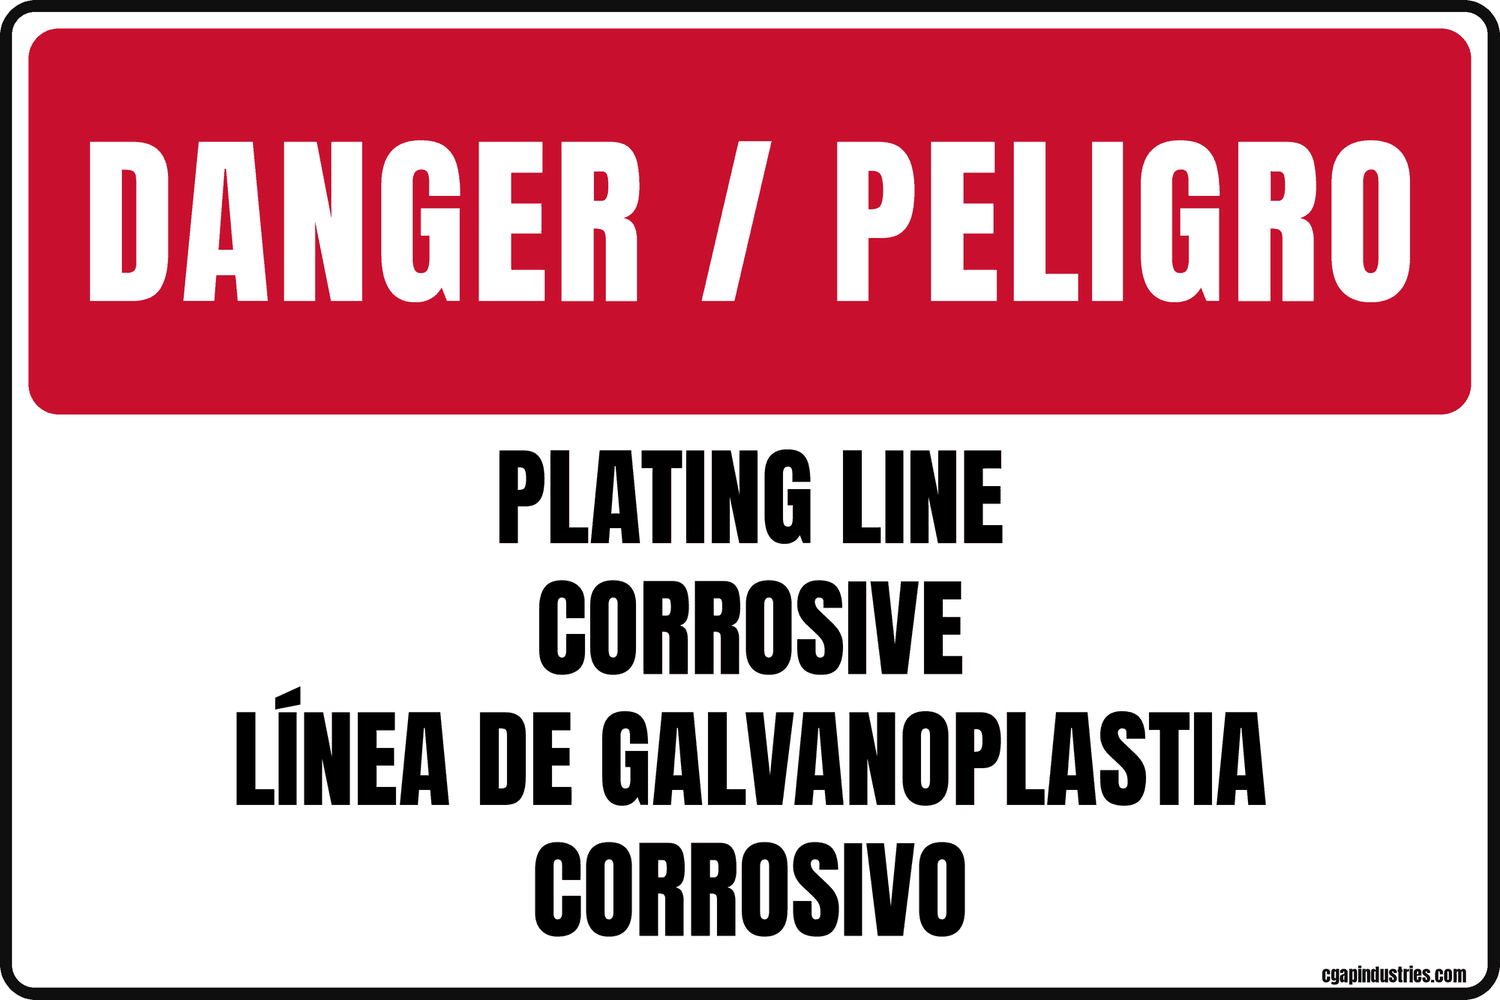 DANGER / PELIGRO
PLATING LINE
CORROSIVE
LÍNEA DE GALVANOPLASTIA
CORROSIVO
cgapindustries.com